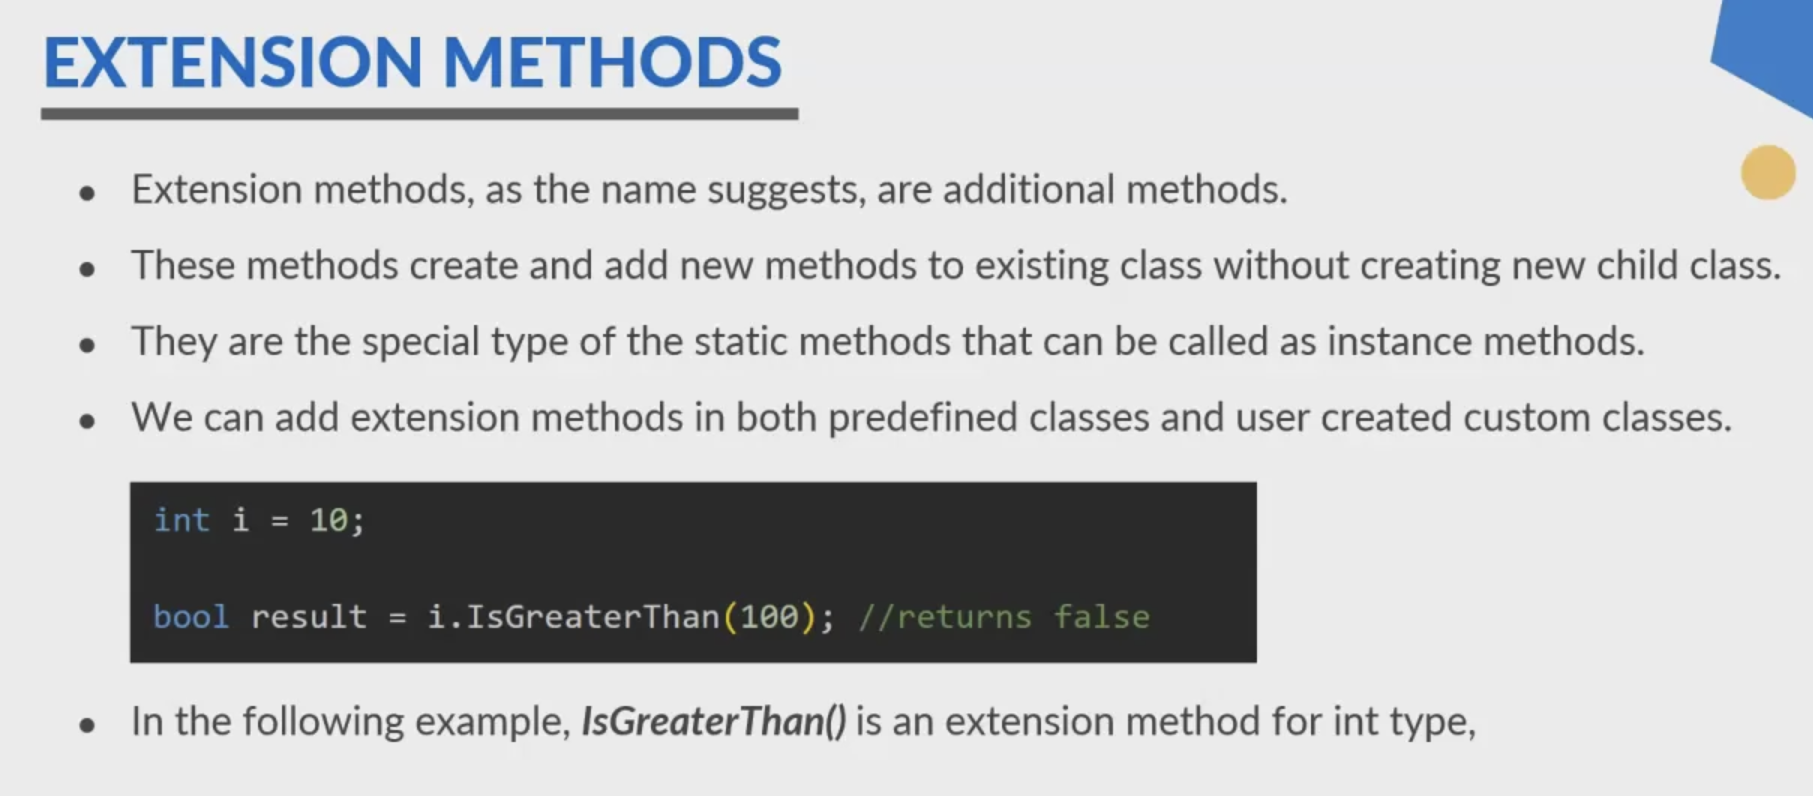 EXTENSION METHODS
• Extension methods, as the name suggests, are additional methods.
• These methods create and add new methods to existing class without creating new child class.
• They are the special type of the static methods that can be called as instance methods.
• We can add extension methods in both predefined classes and user created custom classes.
int i = 10;
bool result = i.IsGreaterThan(100); //returns false
• In the following example, IsGreaterThan() is an extension method for int type,